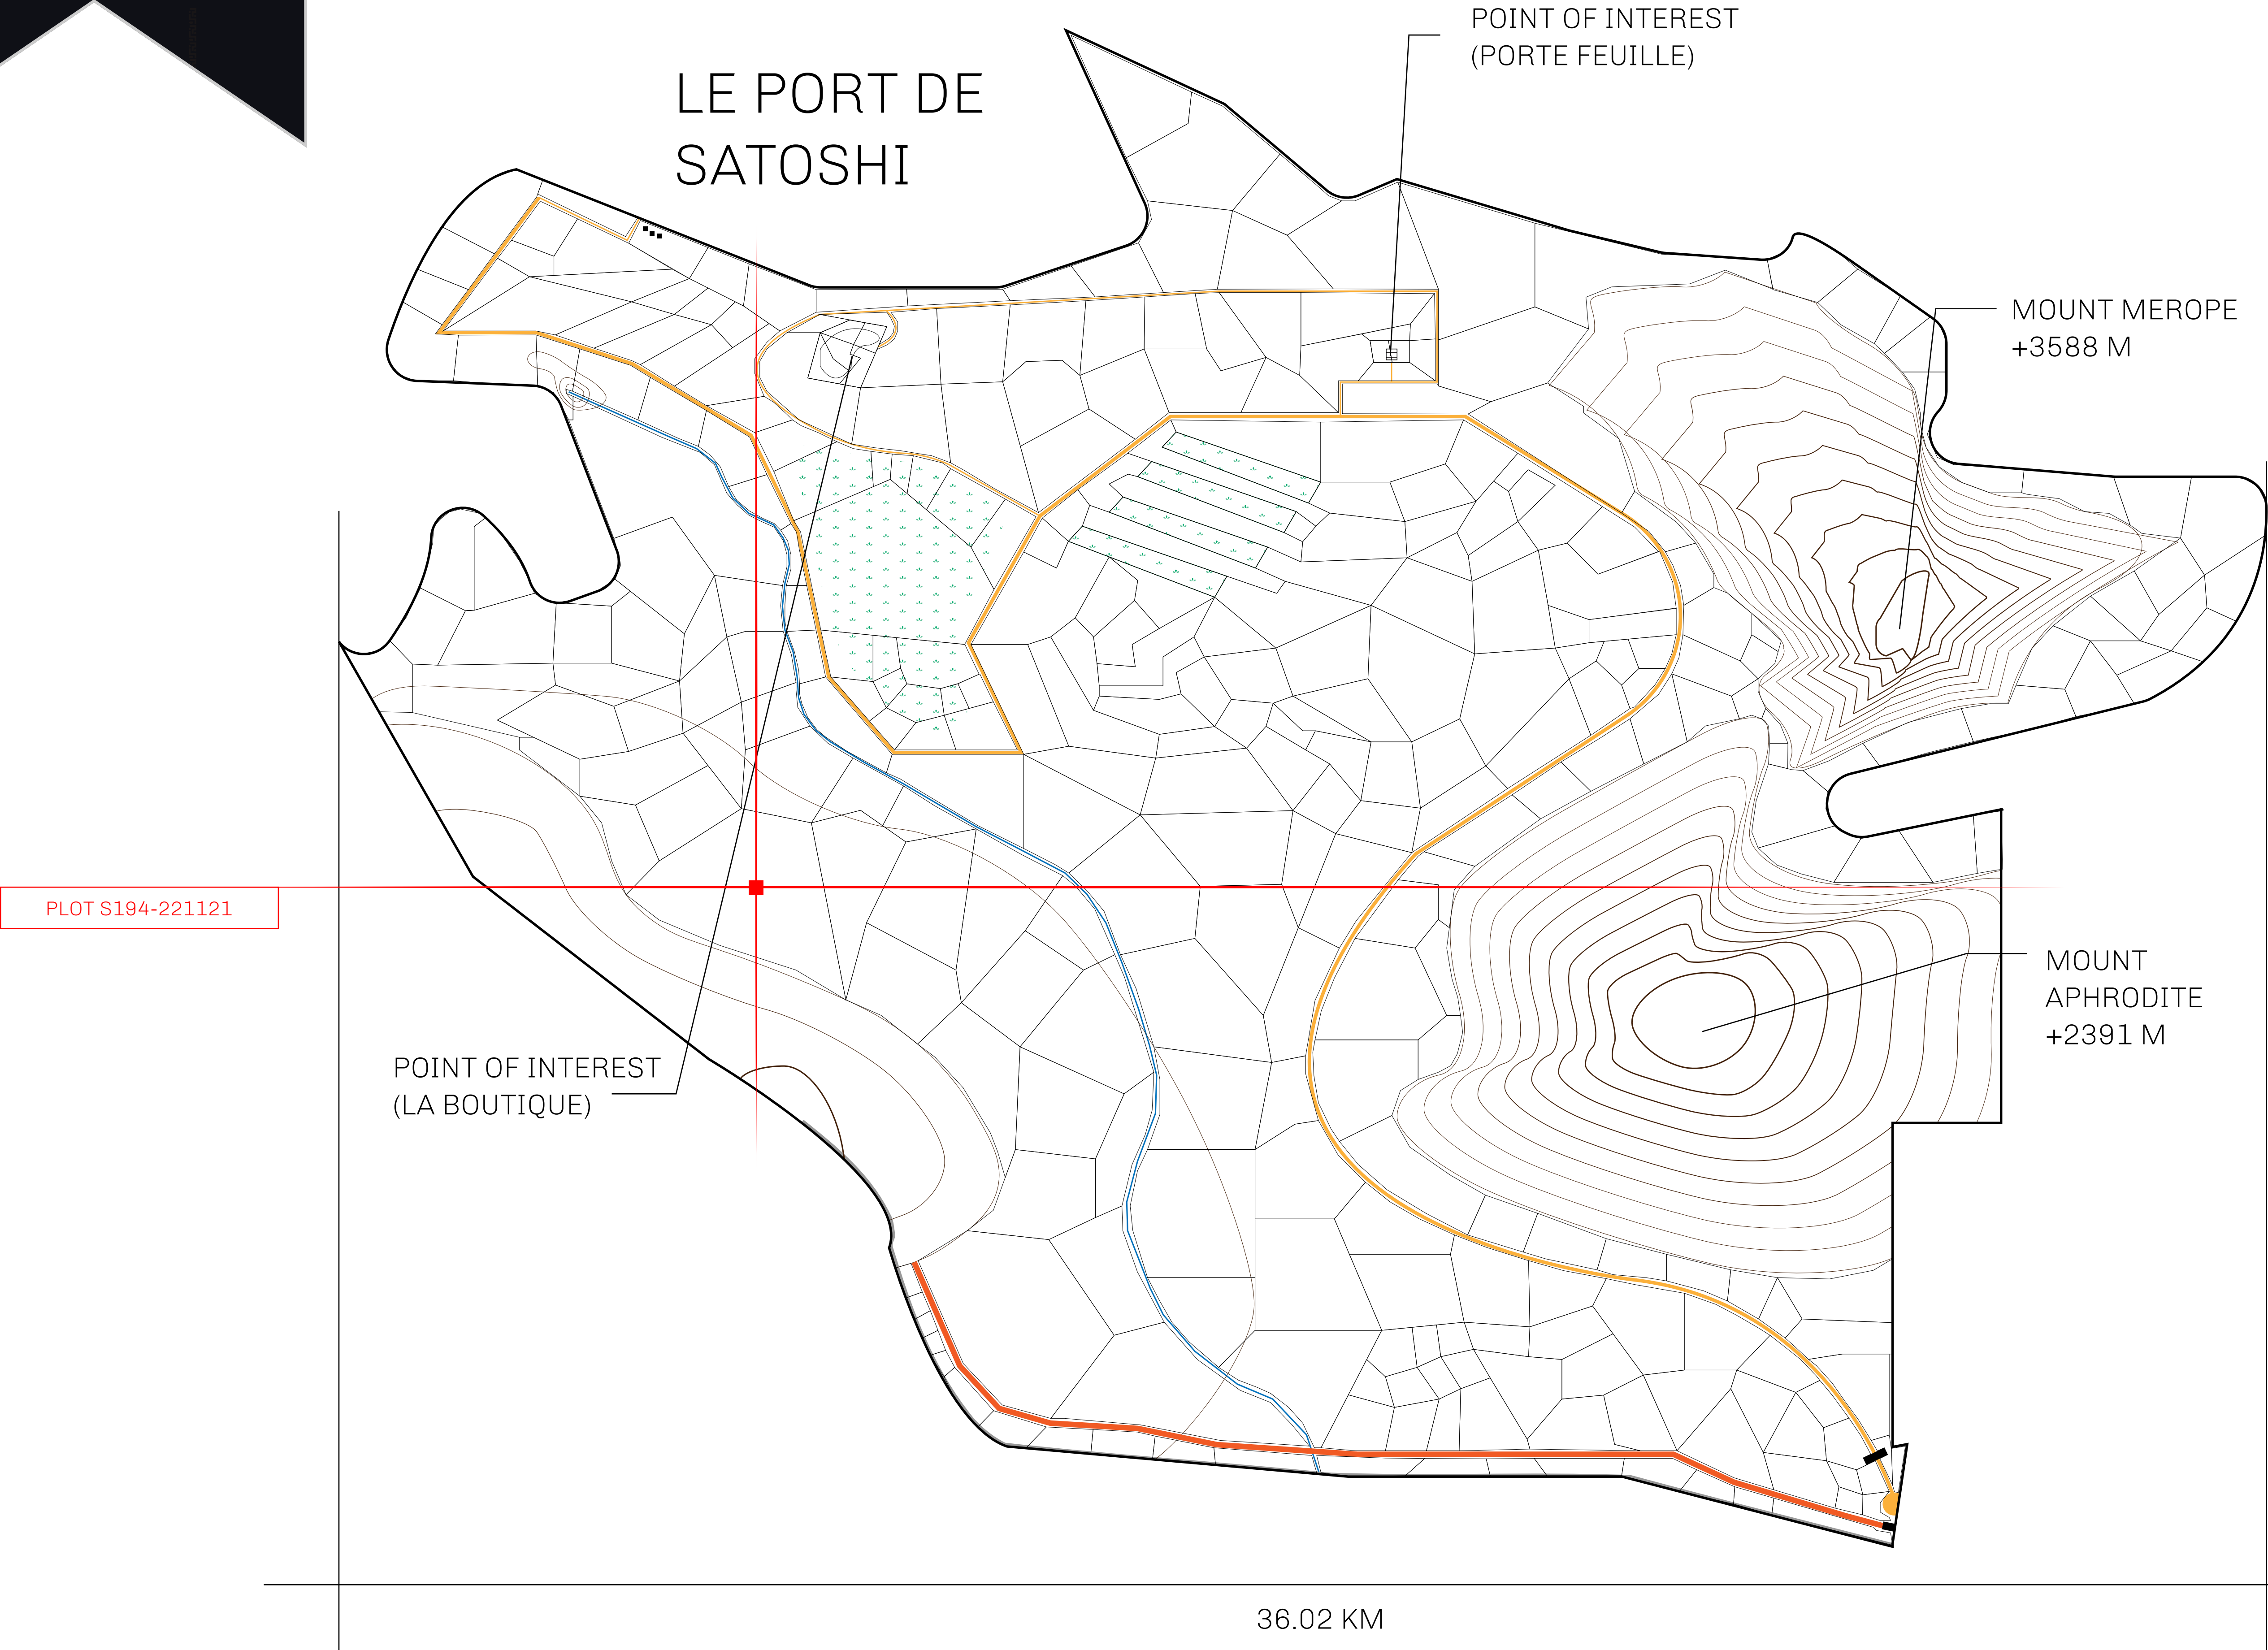 POINT OF INTEREST
(PORTE FEUILLE)
LE PORT DE
SATOSHI
MOUNT MEROPE
+3588 M
PLOT S194-221121
MOUNT
APHRODITE
+2391 M
POINT OF INTEREST
(LA BOUTIQUE)
36.02 KM